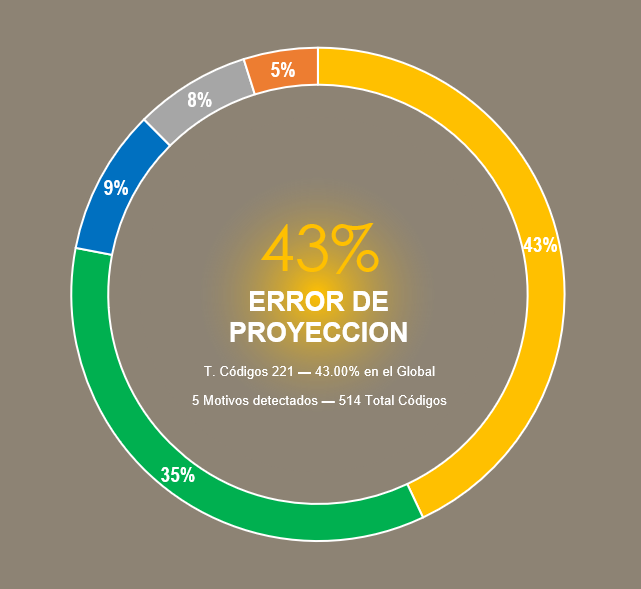 5%
8%
9%
43%
43%
ERROR DE
PROYECCION
T. Códigos 221 — 43.00% en el Global
5 Motivos detectados — 514 Total Códigos
35%